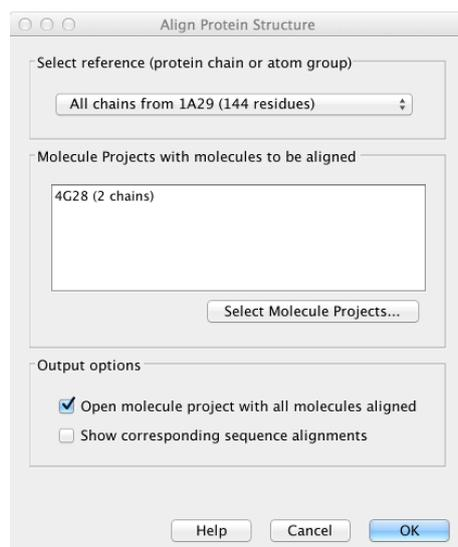 Align Protein Structure
Select reference (protein chain or atom group)
All chains from 1A29 (144 residues)
Molecule Projects with molecules to be aligned
4G28 (2 chains)
Select Molecule Projects...
Output options
Open molecule project with all molecules aligned
Show corresponding sequence alignments
Help Cancel OK